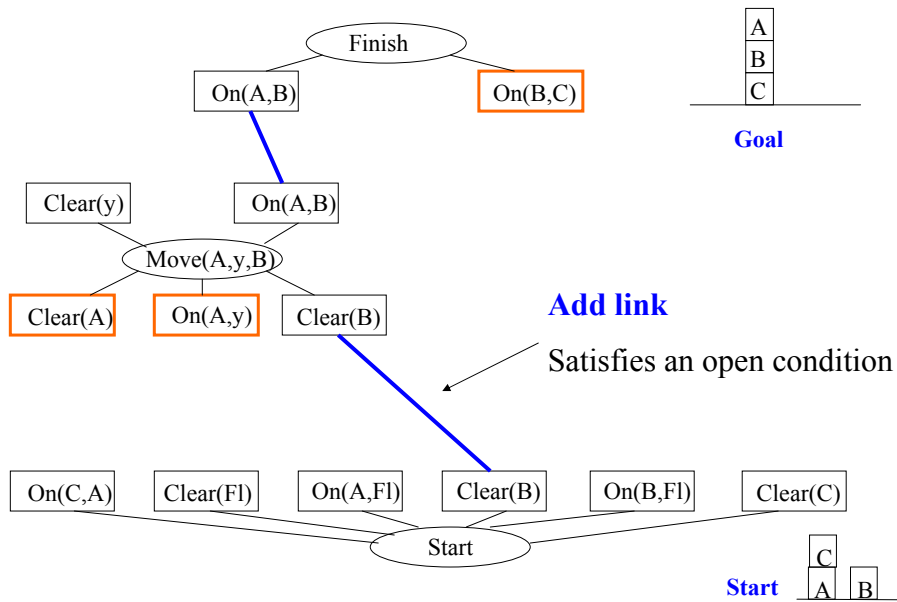 Finish
A
B
C
On(A,B)
On(B,C)
Goal
Clear(y)
On(A,B)
Move(A,y,B)
Clear(A)
On(A,y)
Clear(B)
Add link
Satisfies an open condition
On(C,A)
Clear(Fl)
On(A,Fl)
Clear(B)
On(B,Fl)
Clear(C)
Start
C
Start
A
B